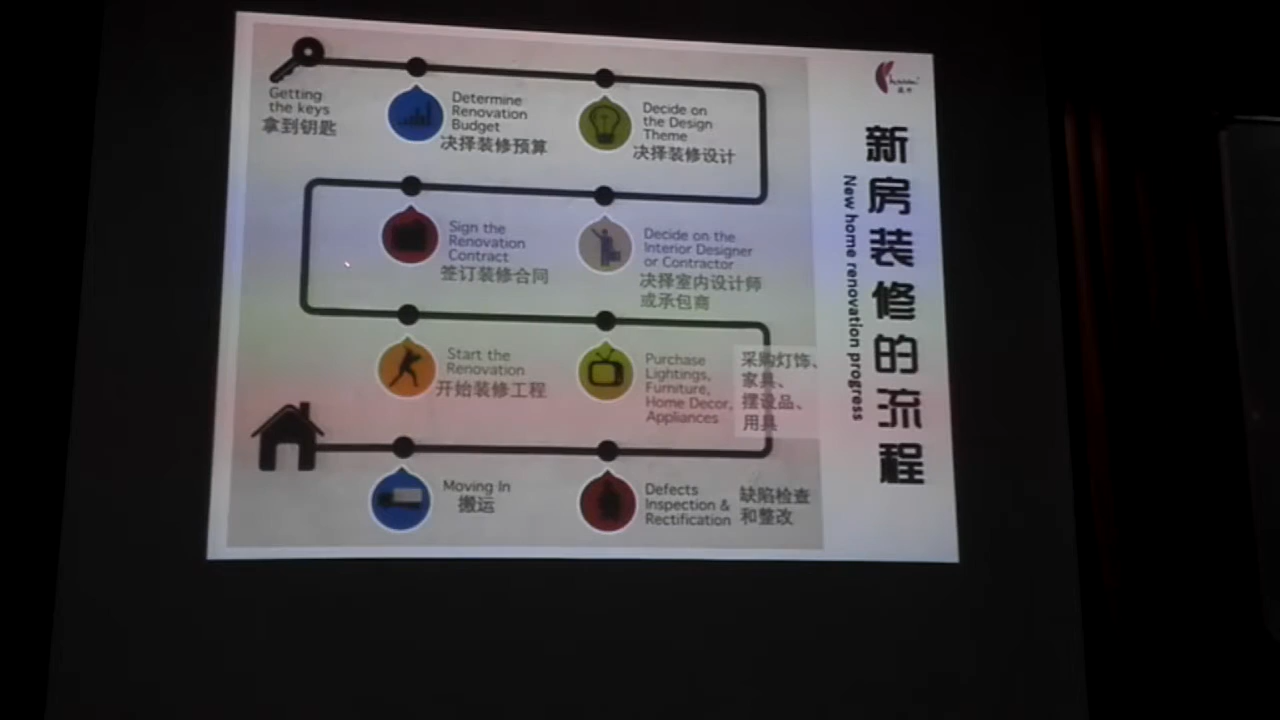 Getting
the keys
拿到钥匙
Determine
Renovation
Budget
决择装修预算
Decide on
the Design
Theme
决择装修设计
Decide on the
Interior Designer
or Contractor
决择室内设计师
或承包商
Sign the
Renovation
Contract
签订装修合同
Start the
Renovation
开始装修工程
Purchase
Lightings,
Furniture,
Home Decor,
Appliances
采购灯饰、
家具、
摆设品、
用具
Defects
Inspection &
Rectification
缺陷检查
和整改
Moving In
搬运
新房装修的流程
New home renovation progress